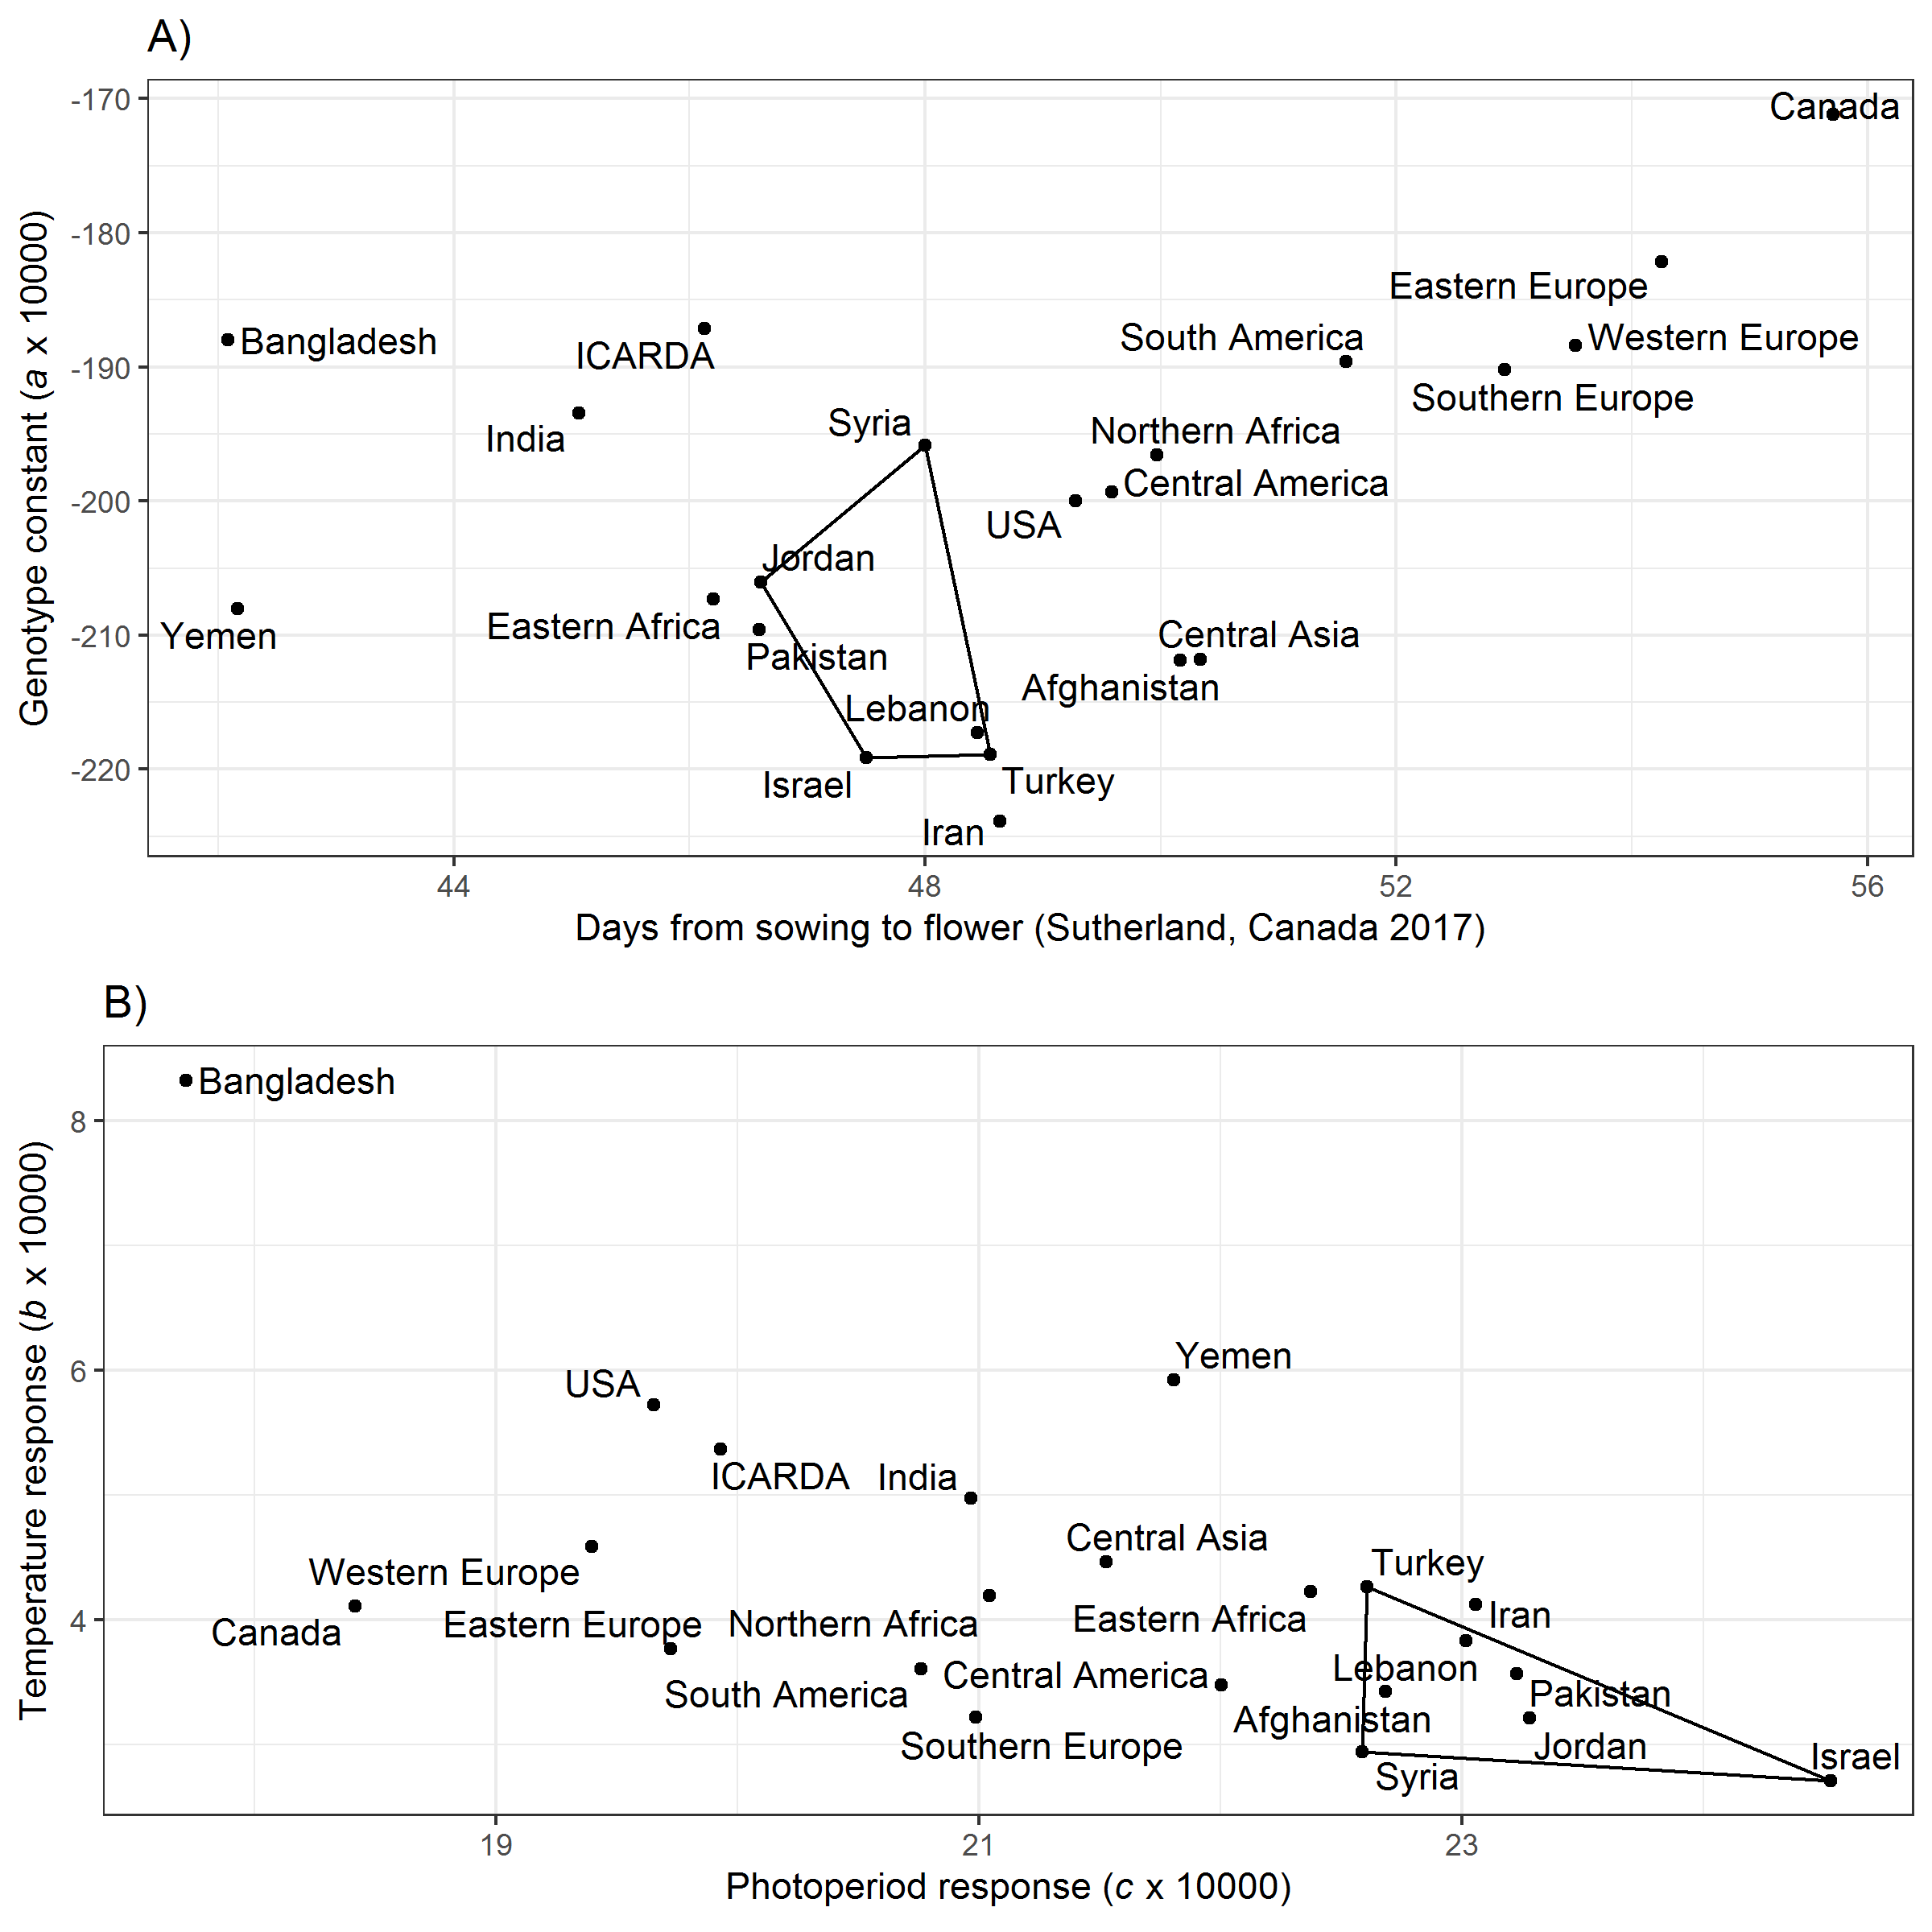 A)
-170
-180
-190
-200
-210
-220
Genotype constant (a x 10000)
Canada
Eastern Europe
South America
Western Europe
Bangladesh
ICARDA
Southern Europe
Syria
Northern Africa
India
Central America
USA
Jordan
Eastern Africa
Yemen
Central Asia
Pakistan
Afghanistan
Lebanon
Israel
Turkey
Iran
44 48 52 56
Days from sowing to flower (Sutherland, Canada 2017)
B)
8
6
4
Temperature response (b x 10000)
Bangladesh
Yemen
USA
ICARDA
India
Central Asia
Turkey
Western Europe
Iran
Eastern Africa
Northern Africa
Eastern Europe
Canada
Lebanon
Central America
South America
Pakistan
Afghanistan
Southern Europe
Jordan
Israel
Syria
19 21 23
Photoperiod response (c x 10000)